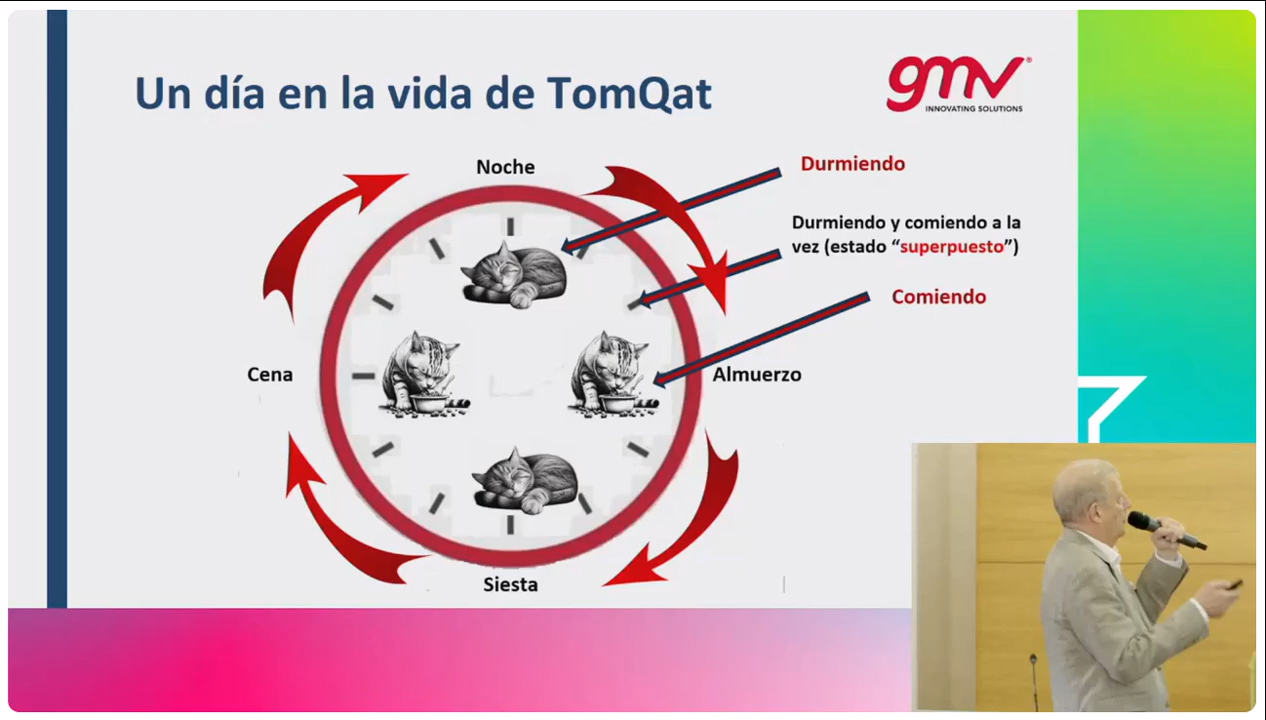 Un día en la vida de TomQat
gmv®
INNOVATING SOLUTIONS
Noche
Durmiendo
Durmiendo y comiendo a la
vez (estado “superpuesto”)
Comiendo
Cena
Almuerzo
Siesta